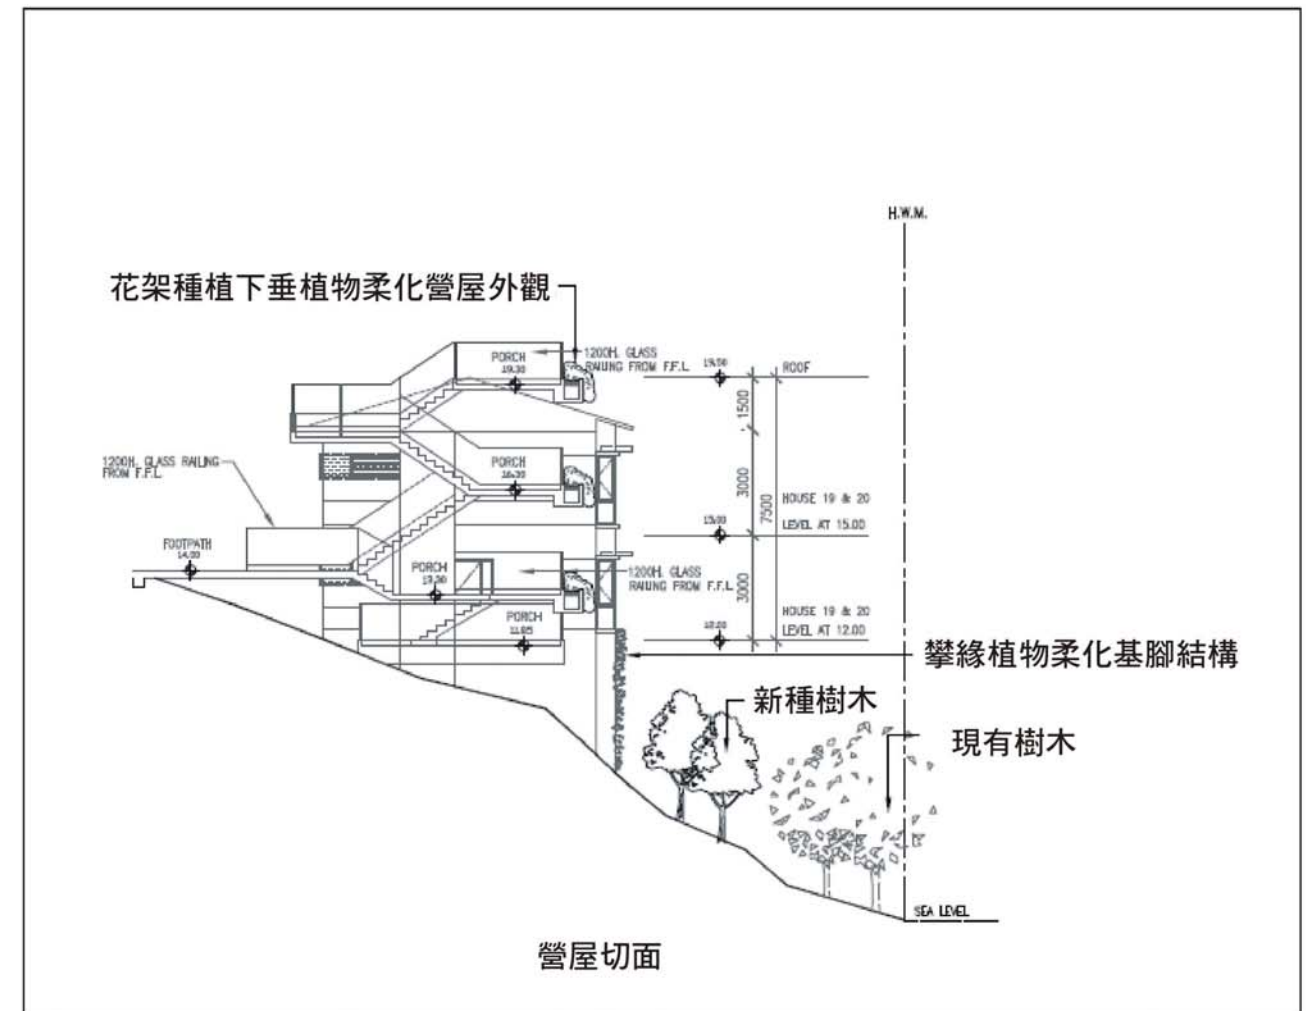 H.W.M.
花架種植下垂植物柔化營屋外觀
PORCH
19.30
1200H. GLASS
RAILING FROM F.F.L.
19.50
ROOF
1500
1200H. GLASS RAILING
FROM F.F.L.
PORCH
16.30
3000
7500
HOUSE 19 & 20
LEVEL AT 15.00
15.00
FOOTPATH
14.00
PORCH
1200H. GLASS
RAILING FROM F.F.L.
3000
PORCH
11.85
HOUSE 19 & 20
LEVEL AT 12.00
12.00
攀緣植物柔化基腳結構
新種樹木
現有樹木
SEA LEVEL
營屋切面